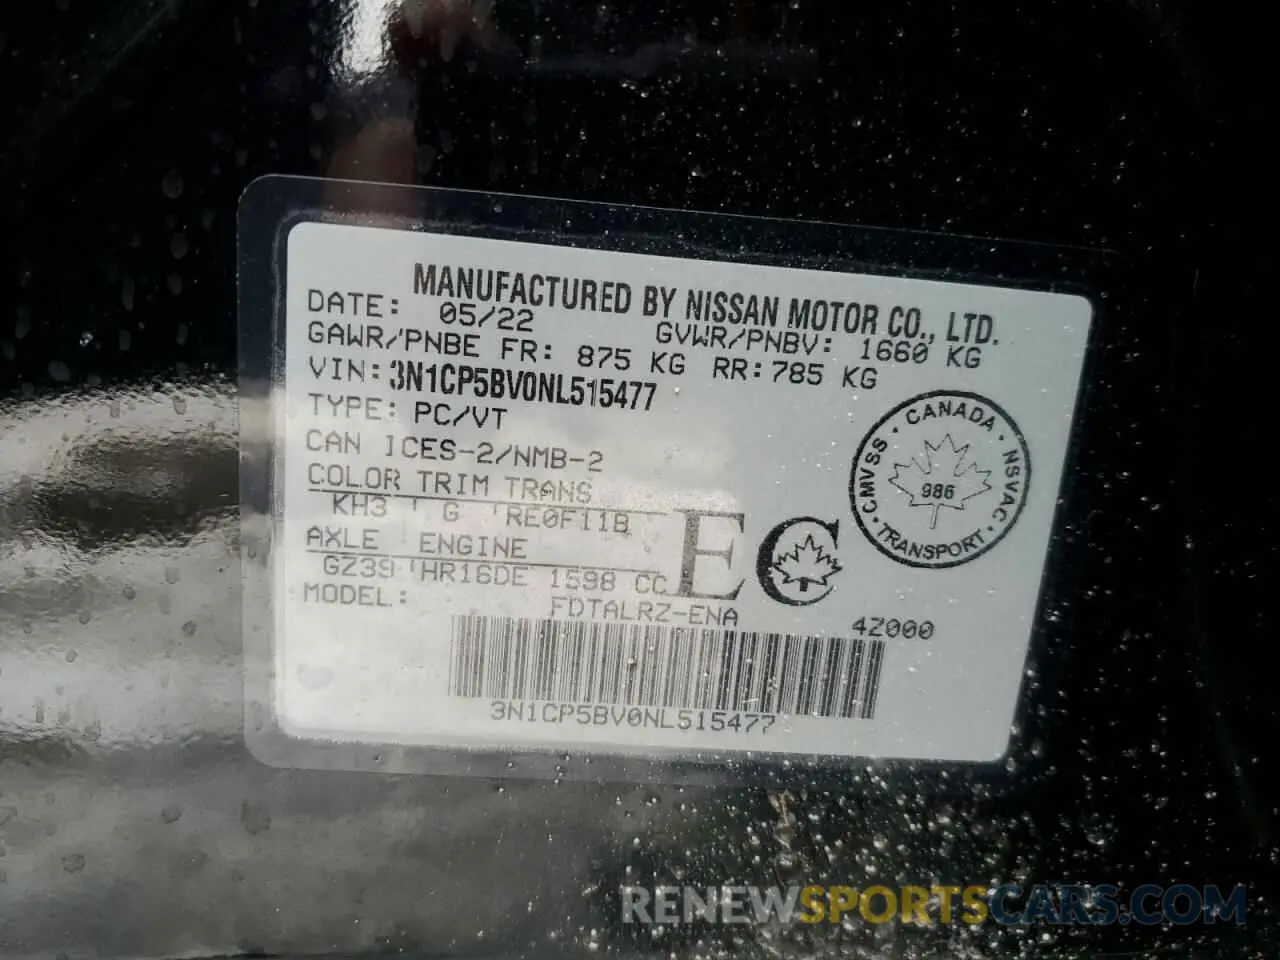 MANUFACTURED BY NISSAN MOTOR CO., LTD.
DATE: 05/22 GVWR/PNBV: 1660 KG
GAWR/PNBE FR: 875 KG RR: 785 KG
VIN: 3N1CP5BV0NL515477
TYPE: PC/VT
CAN ICES-2/NMB-2
COLOR TRIM TRANS
KH3 G RE0F11B
AXLE ENGINE
GZ39 HR16DE 1598 CC
MODEL: FDTALRZ-ENA
EC
4Z000
3N1CP5BV0NL515477
CANADA
CMVSS · NSVAC
986
TRANSPORT
RENEWSPORTSCARS.COM